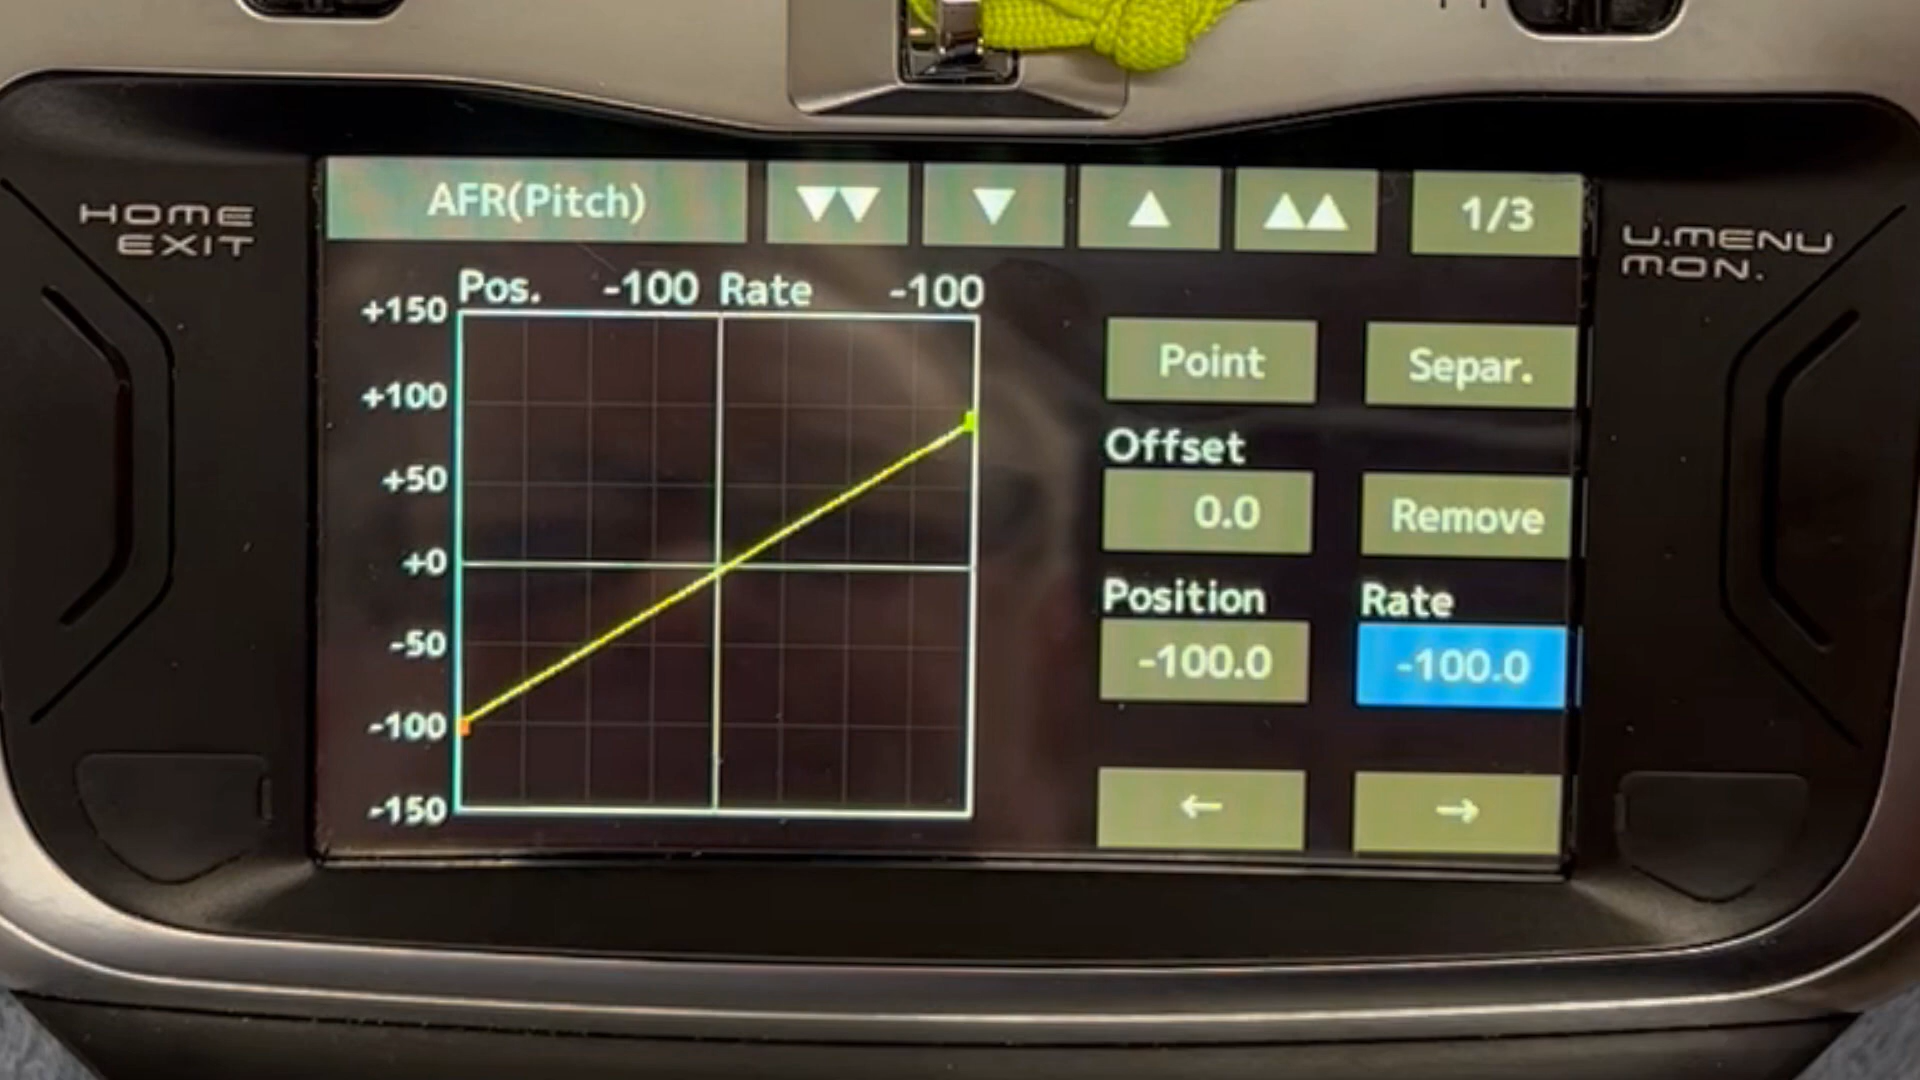 HOME
EXIT
U.MENU
MON.
AFR(Pitch) ▼▼ ▼ ▲ ▲▲ 1/3
Pos. -100 Rate -100
+150
+100
+50
+0
-50
-100
-150
Point Separ.
Offset
0.0 Remove
Position Rate
-100.0 -100.0
← →